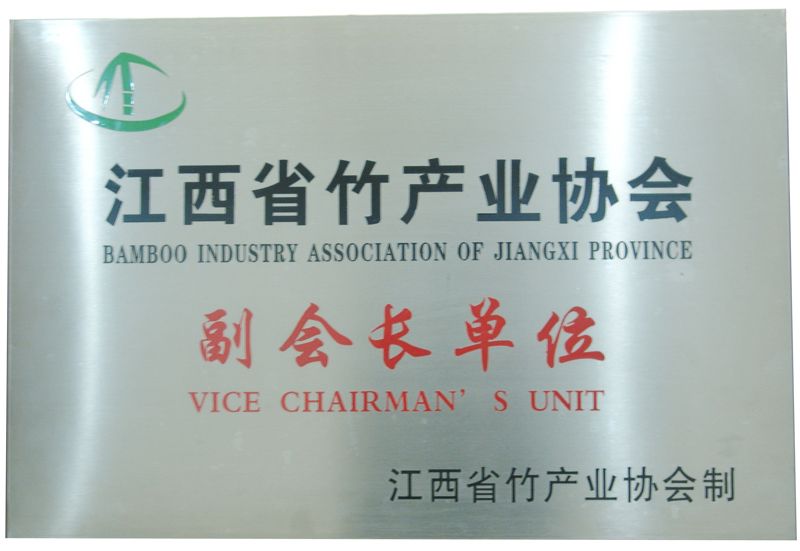 江西省竹产业协会
BAMBOO INDUSTRY ASSOCIATION OF JIANGXI PROVINCE
副会长单位
VICE CHAIRMAN'S UNIT
江西省竹产业协会制